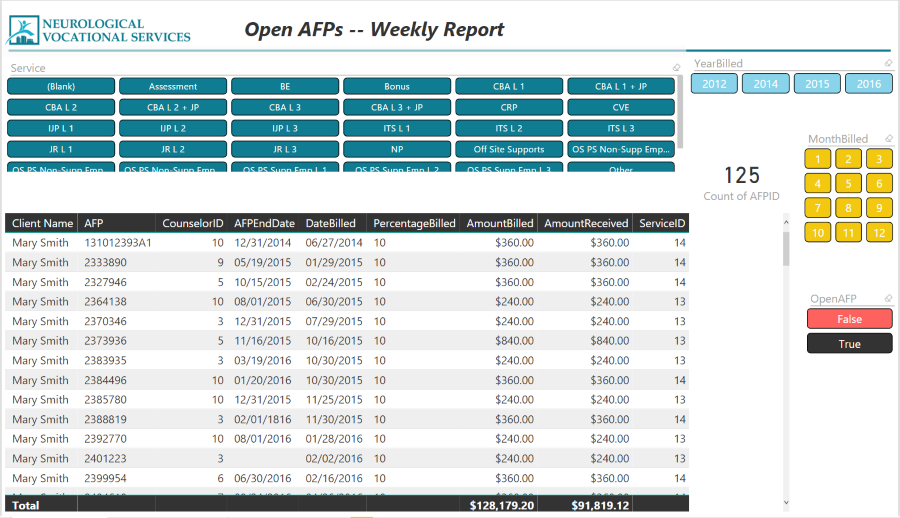 NEUROLOGICAL
VOCATIONAL SERVICES
Open AFPs -- Weekly Report
Service
(Blank) Assessment BE Bonus CBA L 1 CBA L 1 + JP
CBA L 2 CBA L 2 + JP CBA L 3 CBA L 3 + JP CRP CVE
IJP L 1 IJP L 2 IJP L 3 ITS L 1 ITS L 2 ITS L 3
JR L 1 JR L 2 JR L 3 NP Off Site Supports OS PS Non-Supp Emp...
OS PS Non-Supp Emp... OS PS Non-Supp Emp... OS PS Supp Emp L 1 OS PS Supp Emp L 2 OS PS Supp Emp L 3 Other
YearBilled
2012 2014 2015 2016
MonthBilled
1 2 3
4 5 6
7 8 9
10 11 12
125
Count of AFPID
OpenAFP
False
True
Client Name AFP CounselorID AFPEndDate DateBilled PercentageBilled AmountBilled AmountReceived ServiceID
Mary Smith 131012393A1 10 12/31/2014 06/27/2014 10 $360.00 $360.00 14
Mary Smith 2333890 9 05/19/2015 01/29/2015 10 $360.00 $360.00 14
Mary Smith 2327946 5 10/15/2015 02/24/2015 10 $360.00 $360.00 14
Mary Smith 2364138 10 08/01/2015 06/30/2015 10 $240.00 $240.00 13
Mary Smith 2370346 3 12/31/2015 07/29/2015 10 $240.00 $240.00 13
Mary Smith 2373936 5 11/16/2015 10/16/2015 10 $840.00 $840.00 13
Mary Smith 2383935 3 03/19/2016 10/30/2015 10 $240.00 $240.00 13
Mary Smith 2384496 10 01/20/2016 10/30/2015 10 $360.00 $360.00 14
Mary Smith 2385780 10 12/31/2015 11/25/2015 10 $240.00 $240.00 13
Mary Smith 2388819 3 02/01/1816 11/30/2015 10 $360.00 $360.00 14
Mary Smith 2392770 10 08/01/2016 01/28/2016 10 $240.00 $240.00 13
Mary Smith 2401223 3 02/02/2016 10 $240.00 $240.00 13
Mary Smith 2399954 6 06/30/2016 02/16/2016 10 $360.00 $360.00 14
Total $128,179.20 $91,819.12